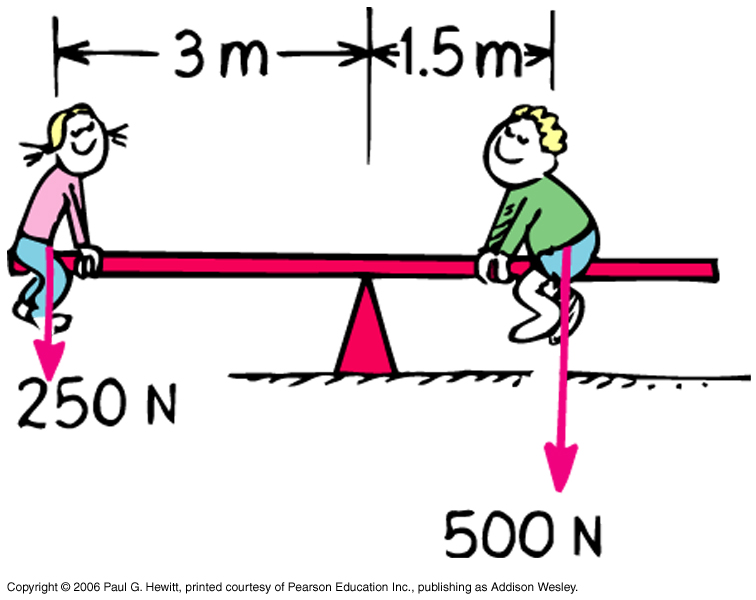 3 m 1.5 m
250 N
500 N
Copyright © 2006 Paul G. Hewitt, printed courtesy of Pearson Education Inc., publishing as Addison Wesley.